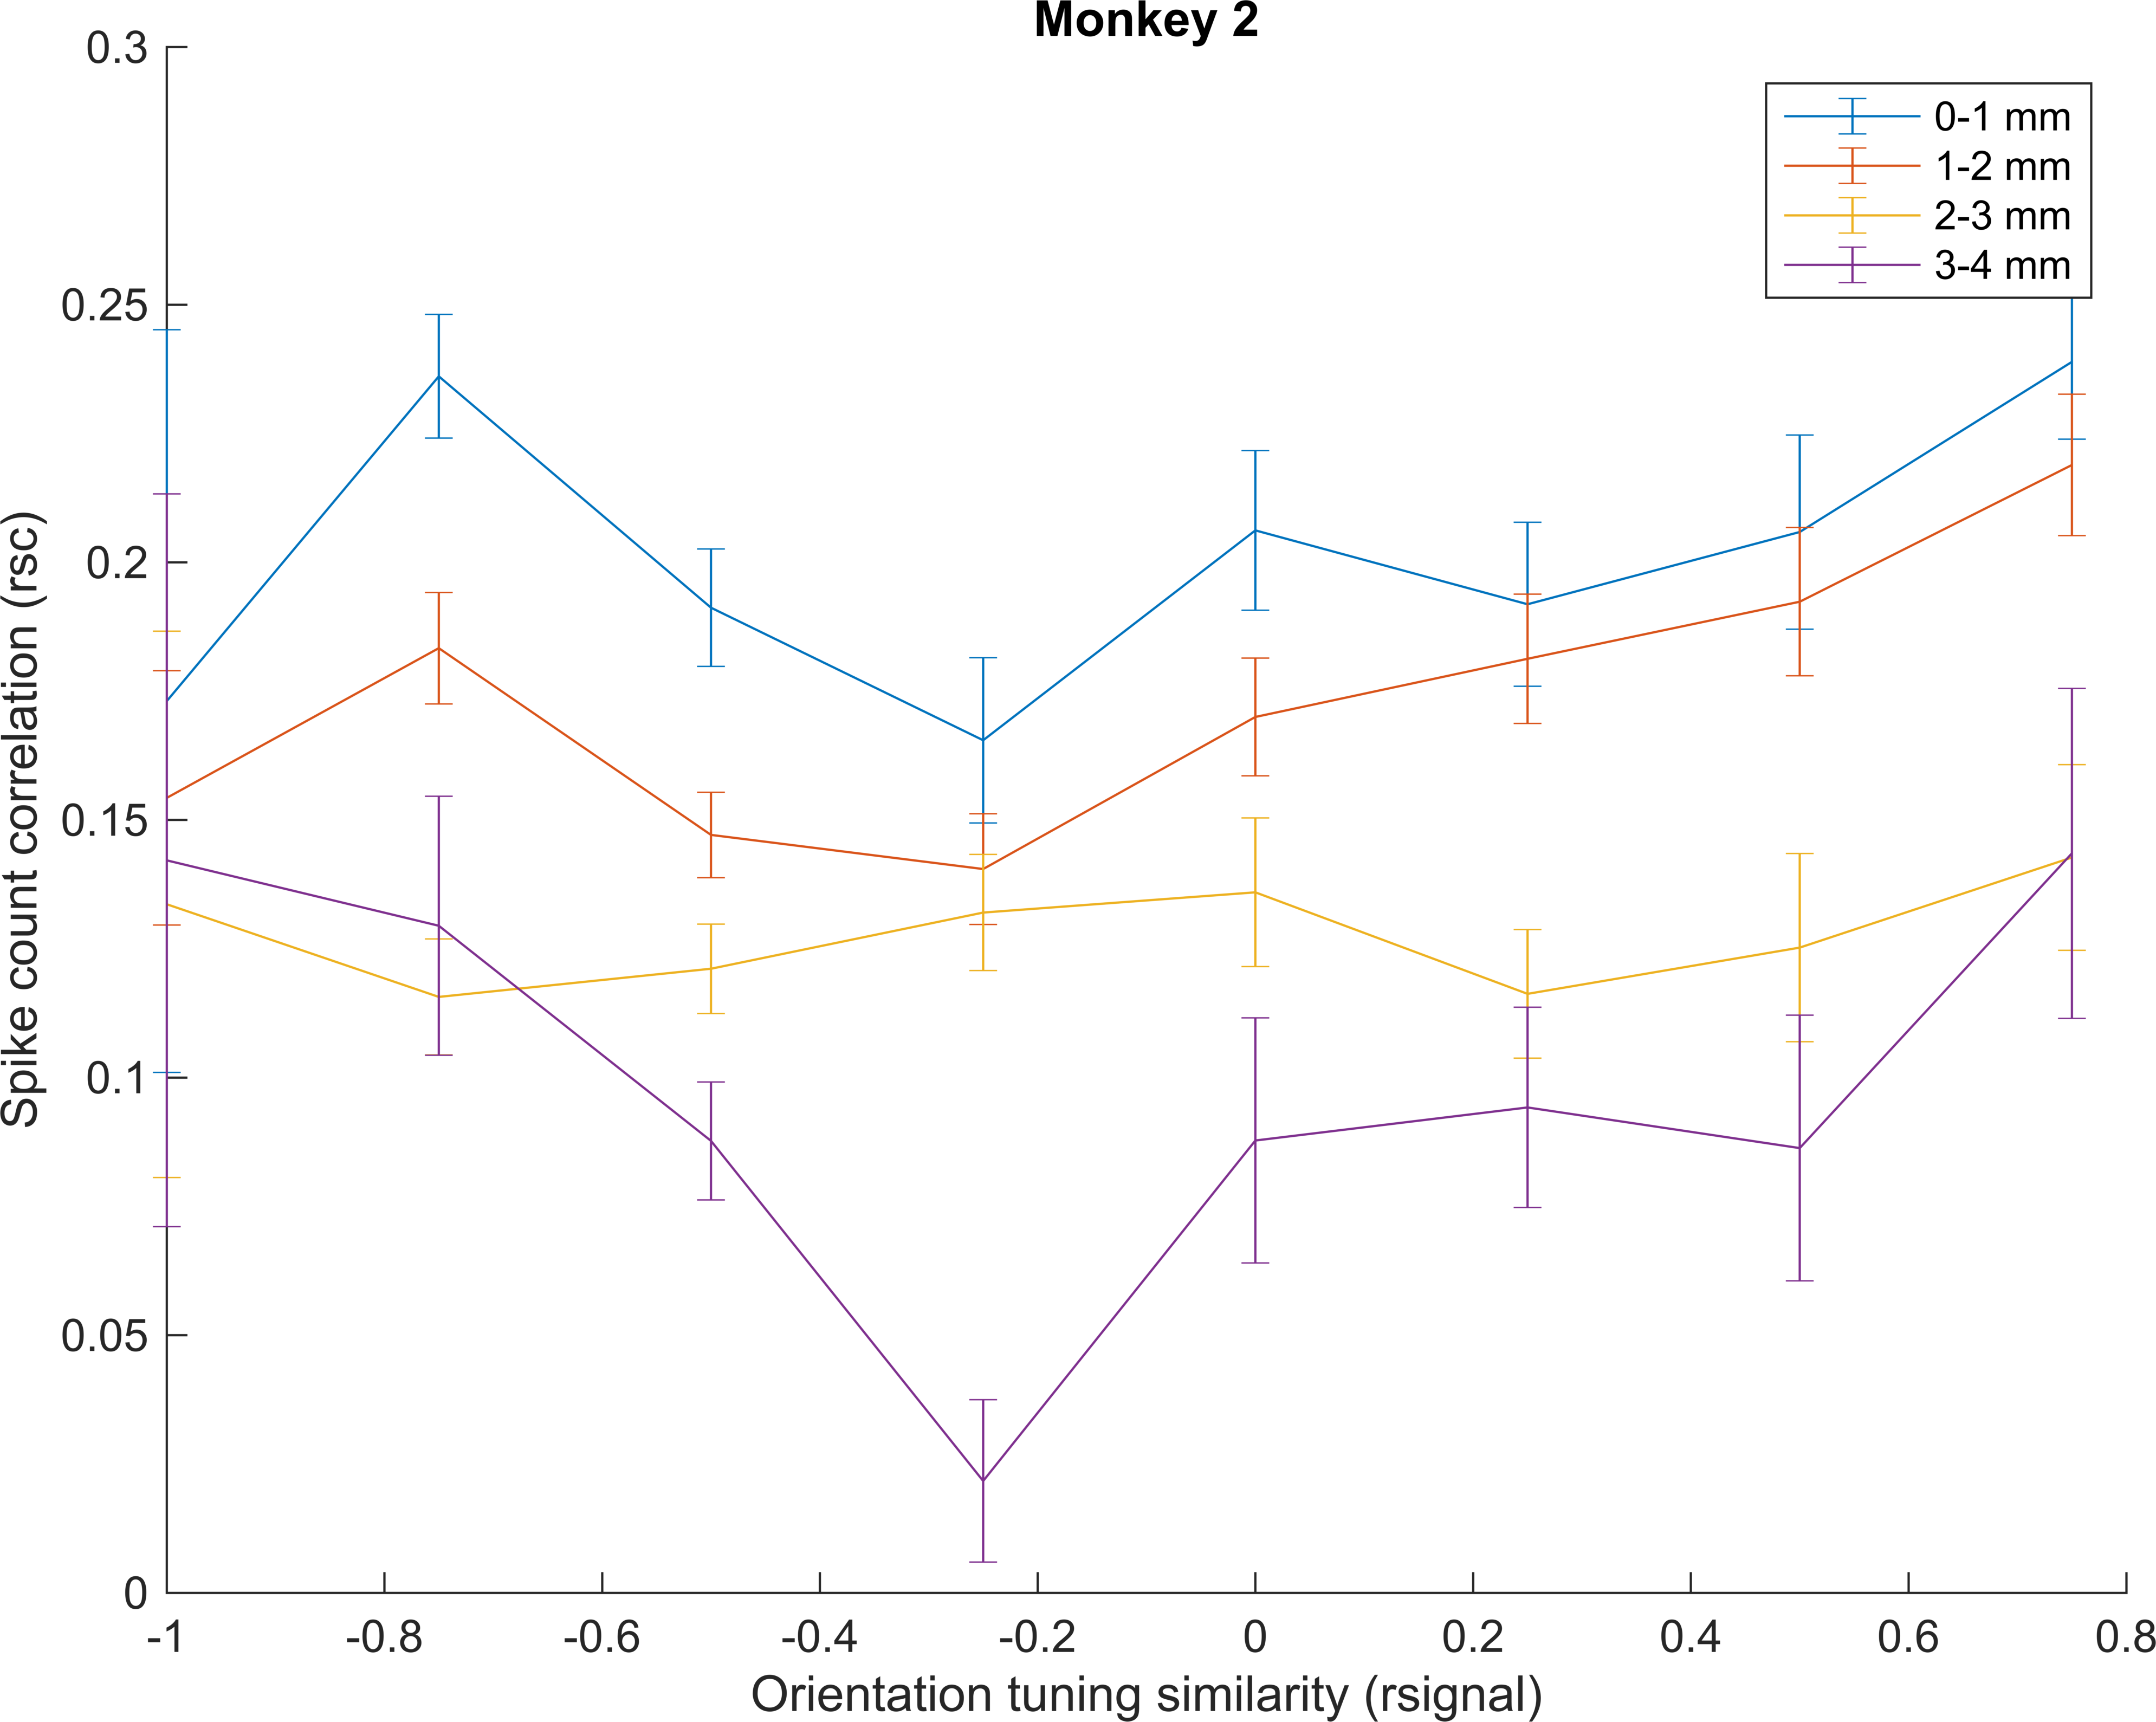 Monkey 2
0.3
0.25
0.2
0.15
0.1
0.05
0
Spike count correlation (rsc)
0-1 mm
1-2 mm
2-3 mm
3-4 mm
-1 -0.8 -0.6 -0.4 -0.2 0 0.2 0.4 0.6 0.8
Orientation tuning similarity (rsignal)